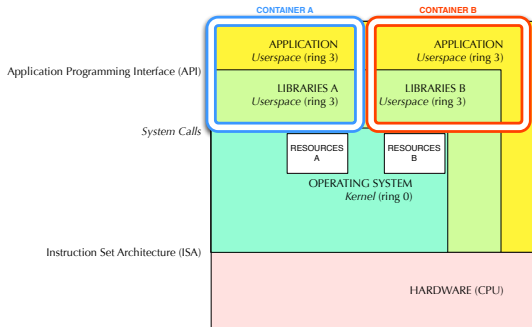 CONTAINER A
CONTAINER B
APPLICATION
Userspace (ring 3)
APPLICATION
Userspace (ring 3)
Application Programming Interface (API)
LIBRARIES A
Userspace (ring 3)
LIBRARIES B
Userspace (ring 3)
System Calls
RESOURCES
A
RESOURCES
B
OPERATING SYSTEM
Kernel (ring 0)
Instruction Set Architecture (ISA)
HARDWARE (CPU)